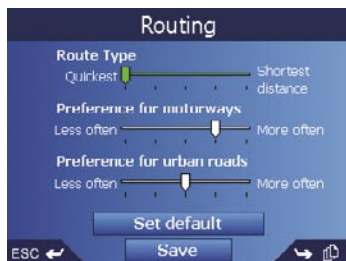 Routing
Route Type
Quickest Shortest
distance
Preference for motorways
Less often More often
Preference for urban roads
Less often More often
Set default
ESC Save